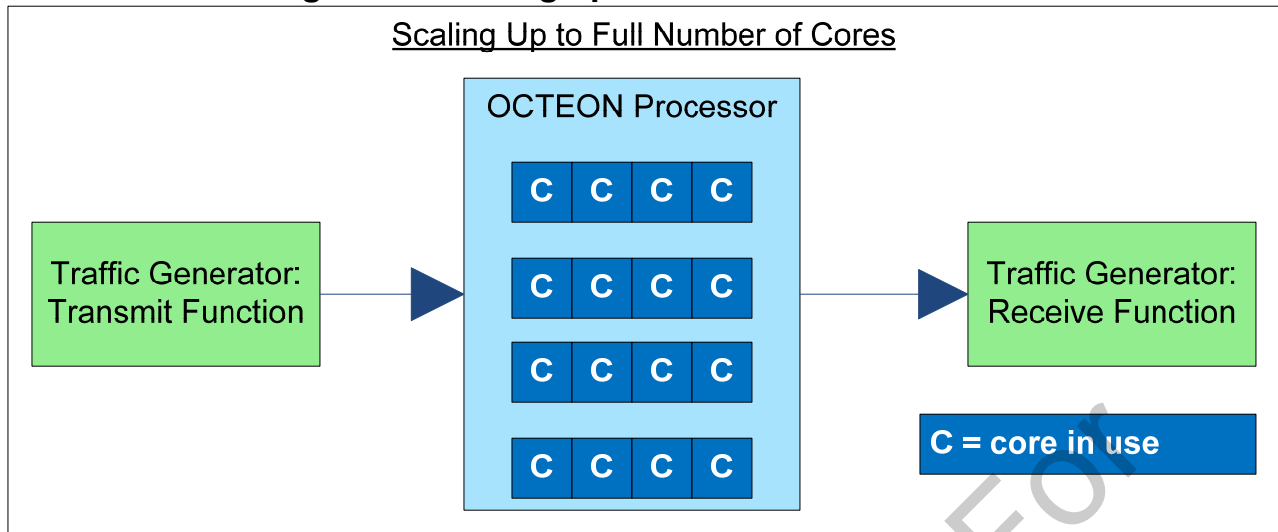 Scaling Up to Full Number of Cores
OCTEON Processor
C C C C
C C C C
C C C C
C C C C
Traffic Generator:
Transmit Function
Traffic Generator:
Receive Function
C = core in use
For